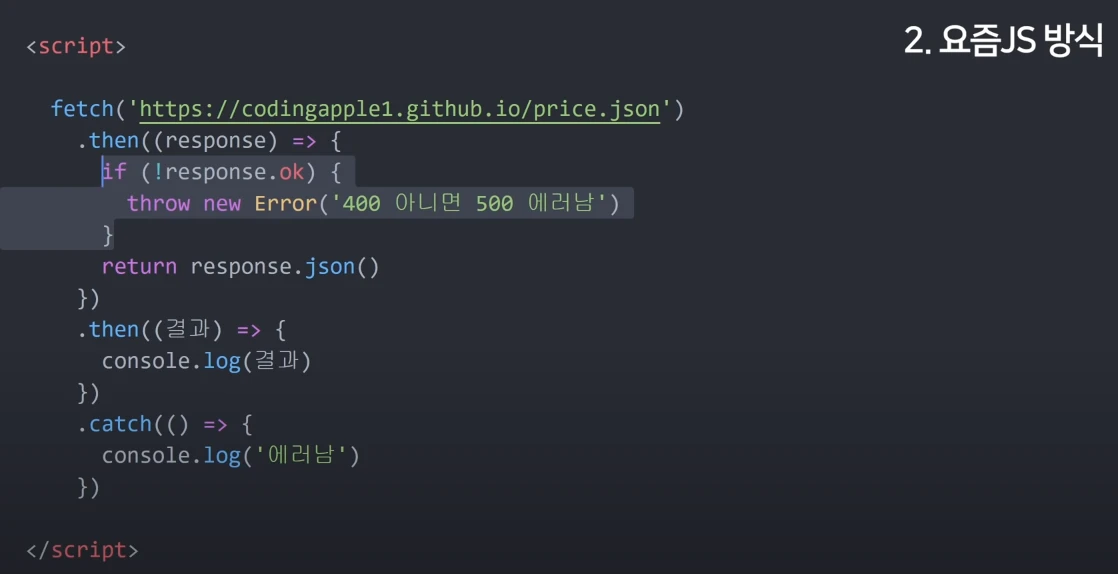 2. 요즘JS 방식
<script>
fetch('https://codingapple1.github.io/price.json')
.then((response) => {
if (!response.ok) {
throw new Error('400 아니면 500 에러남')
}
return response.json()
})
.then((결과) => {
console.log(결과)
})
.catch(() => {
console.log('에러남')
})
</script>